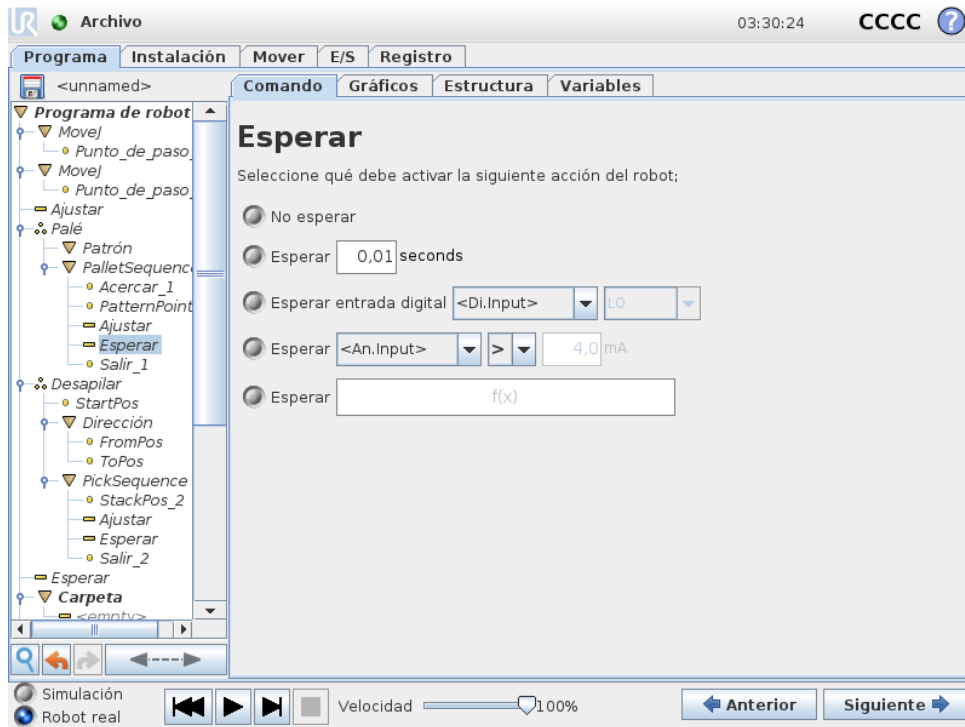 UR Archivo 03:30:24 CCCC ?
Programa Instalación Mover E/S Registro
<unnamed>
Comando Gráficos Estructura Variables
Programa de robot
MoveJ
Punto_de_paso_
MoveJ
Punto_de_paso_
Ajustar
Palé
Patrón
PalletSequenc
Acercar_1
PatternPoint
Ajustar
Esperar
Salir_1
Desapilar
StartPos
Dirección
FromPos
ToPos
PickSequence
StackPos_2
Ajustar
Esperar
Salir_2
Esperar
Carpeta
<empty>
Esperar
Seleccione qué debe activar la siguiente acción del robot;
No esperar
Esperar 0,01 seconds
Esperar entrada digital <Di.Input> L0
Esperar <An.Input> > 4,0 mA
Esperar f(x)
Simulación
Robot real
Velocidad 100%
Anterior Siguiente